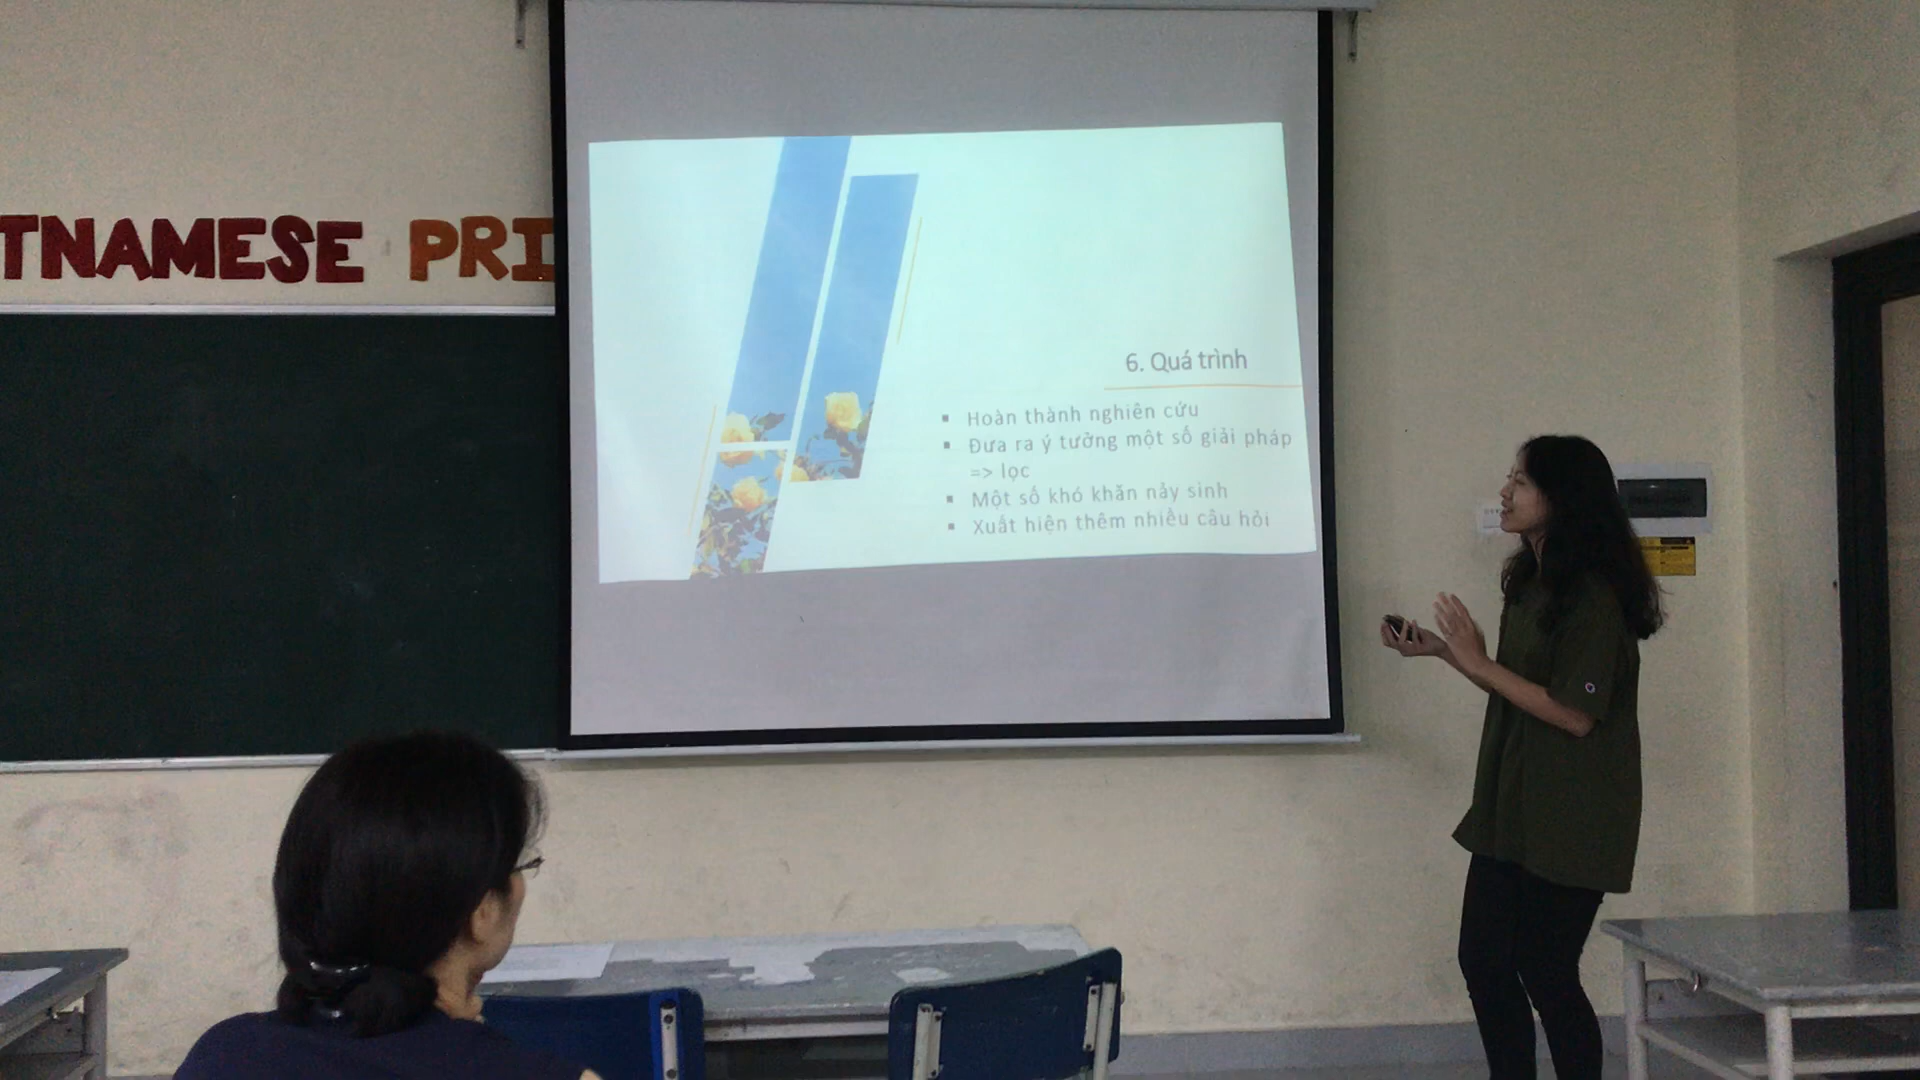 TNAMESE PRI
6. Quá trình
▪ Hoàn thành nghiên cứu
▪ Đưa ra ý tưởng một số giải pháp
=> lọc
▪ Một số khó khăn nảy sinh
▪ Xuất hiện thêm nhiều câu hỏi